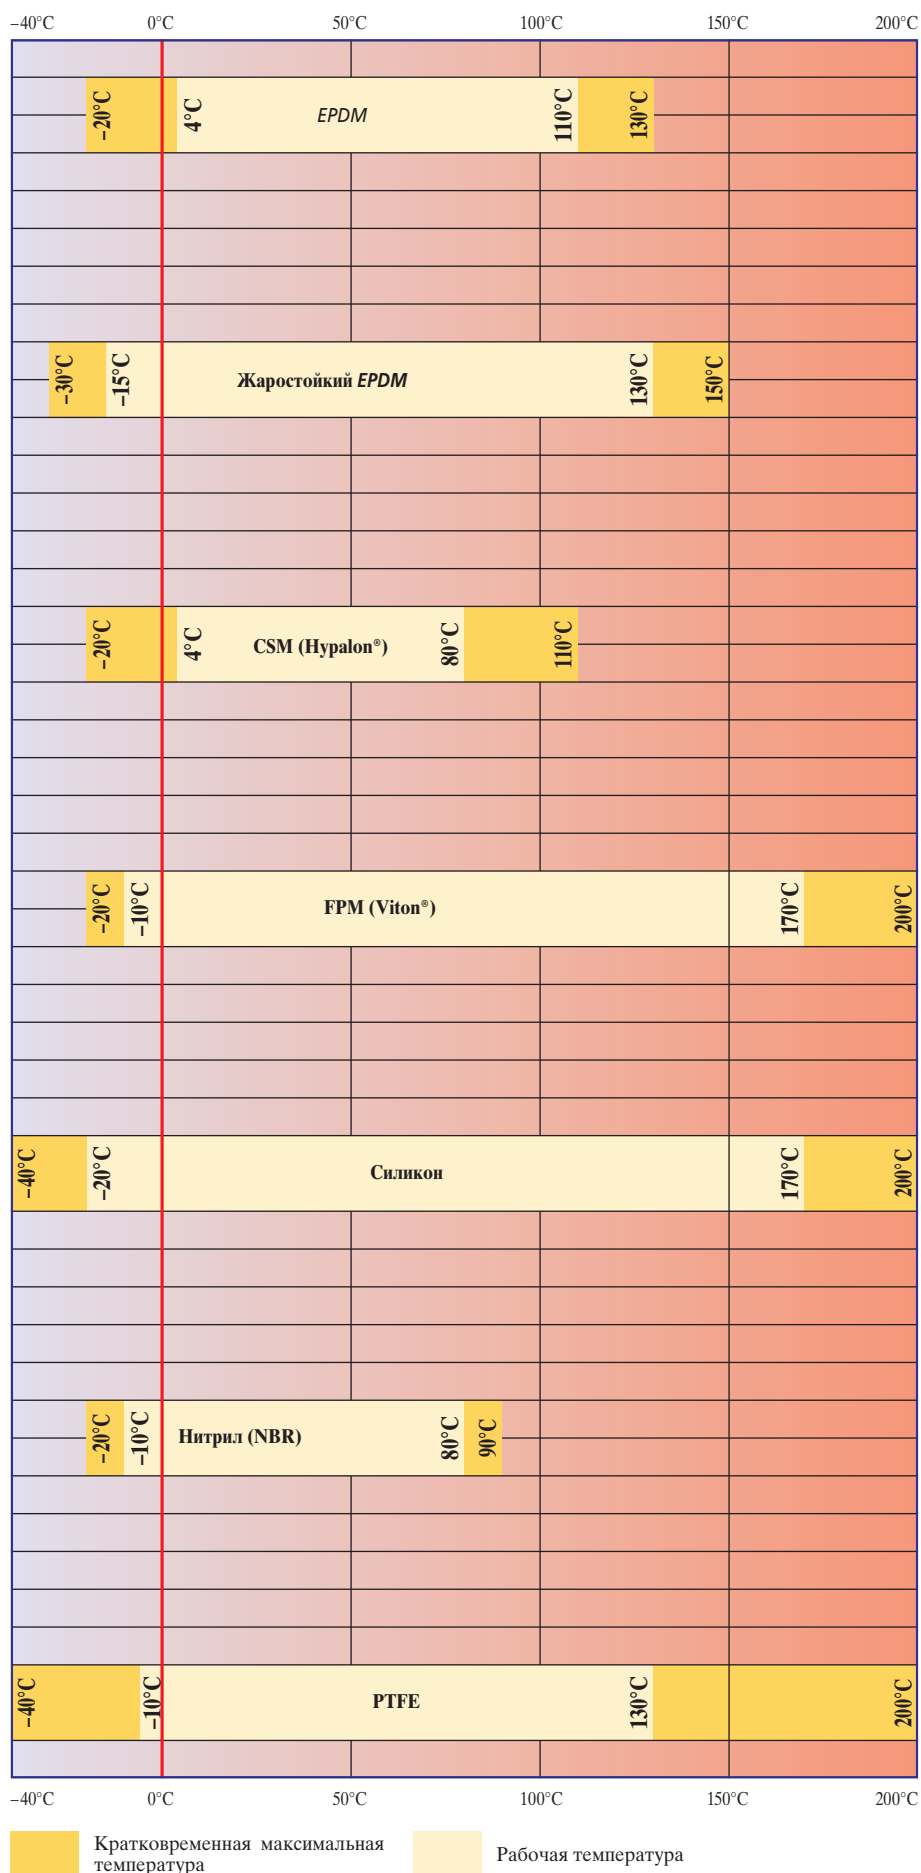 –40°C 0°C 50°C 100°C 150°C 200°C
–20°C 4°C EPDM 110°C 130°C
–30°C –15°C Жаростойкий EPDM 130°C 150°C
–20°C 4°C CSM (Hypalon®) 80°C 110°C
–20°C –10°C FPM (Viton®) 170°C 200°C
–40°C –20°C Силикон 170°C 200°C
–20°C –10°C Нитрил (NBR) 80°C 90°C
–40°C –10°C PTFE 130°C 200°C
–40°C 0°C 50°C 100°C 150°C 200°C
Кратковременная максимальная
температура
Рабочая температура